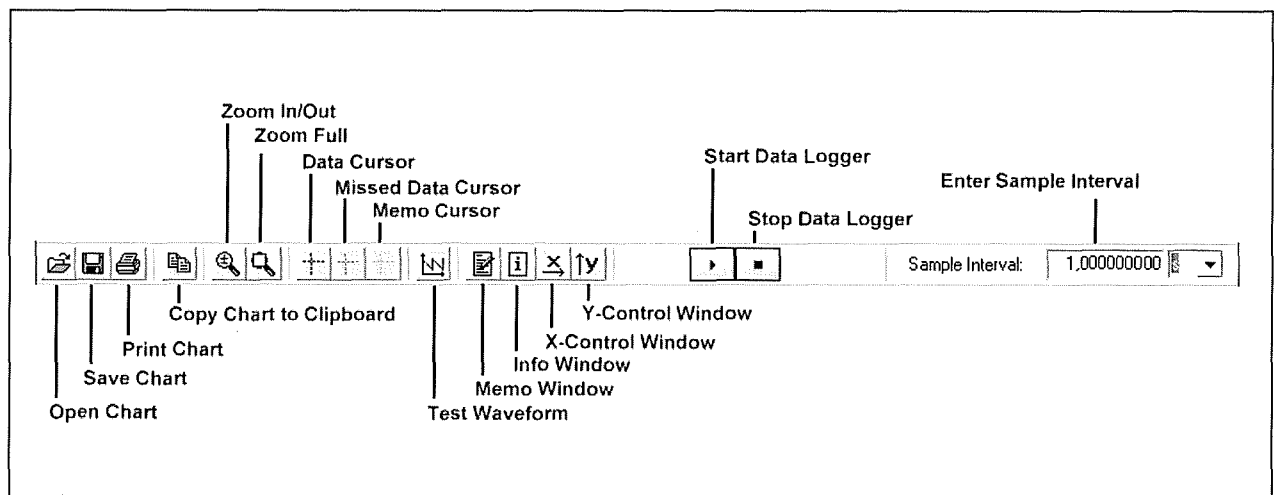 Zoom In/Out
Zoom Full
Data Cursor
Missed Data Cursor
Memo Cursor
Start Data Logger
Stop Data Logger
Enter Sample Interval
i x y
Sample Interval: 1,000000000 s
Copy Chart to Clipboard
Print Chart
Save Chart
Open Chart
Y-Control Window
X-Control Window
Info Window
Memo Window
Test Waveform